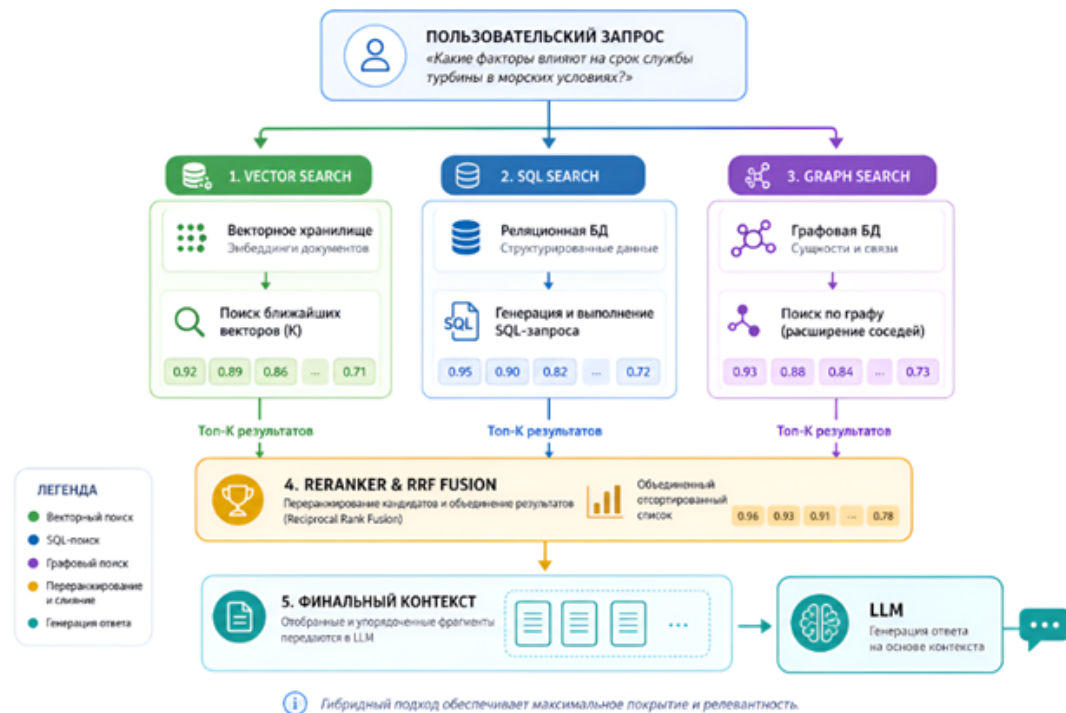 ПОЛЬЗОВАТЕЛЬСКИЙ ЗАПРОС
«Какие факторы влияют на срок службы
турбины в морских условиях?»
1. VECTOR SEARCH
Векторное хранилище
Эмбеддинги документов
Поиск ближайших
векторов (K)
0.92 0.89 0.86 ... 0.71
Топ-K результатов
2. SQL SEARCH
Реляционная БД
Структурированные данные
SQL
Генерация и выполнение
SQL-запроса
0.95 0.90 0.82 ... 0.72
Топ-K результатов
3. GRAPH SEARCH
Графовая БД
Сущности и связи
Поиск по графу
(расширение соседей)
0.93 0.88 0.84 ... 0.73
Топ-K результатов
ЛЕГЕНДА
Векторный поиск
SQL-поиск
Графовый поиск
Переранжирование
и слияние
Генерация ответа
4. RERANKER & RRF FUSION
Переранжирование кандидатов и объединение результатов
(Reciprocal Rank Fusion)
Объединенный
отсортированный
список
0.96 0.93 0.91 ... 0.78
5. ФИНАЛЬНЫЙ КОНТЕКСТ
Отобранные и упорядоченные фрагменты
передаются в LLM
...
LLM
Генерация ответа
на основе контекста
i Гибридный подход обеспечивает максимальное покрытие и релевантность.